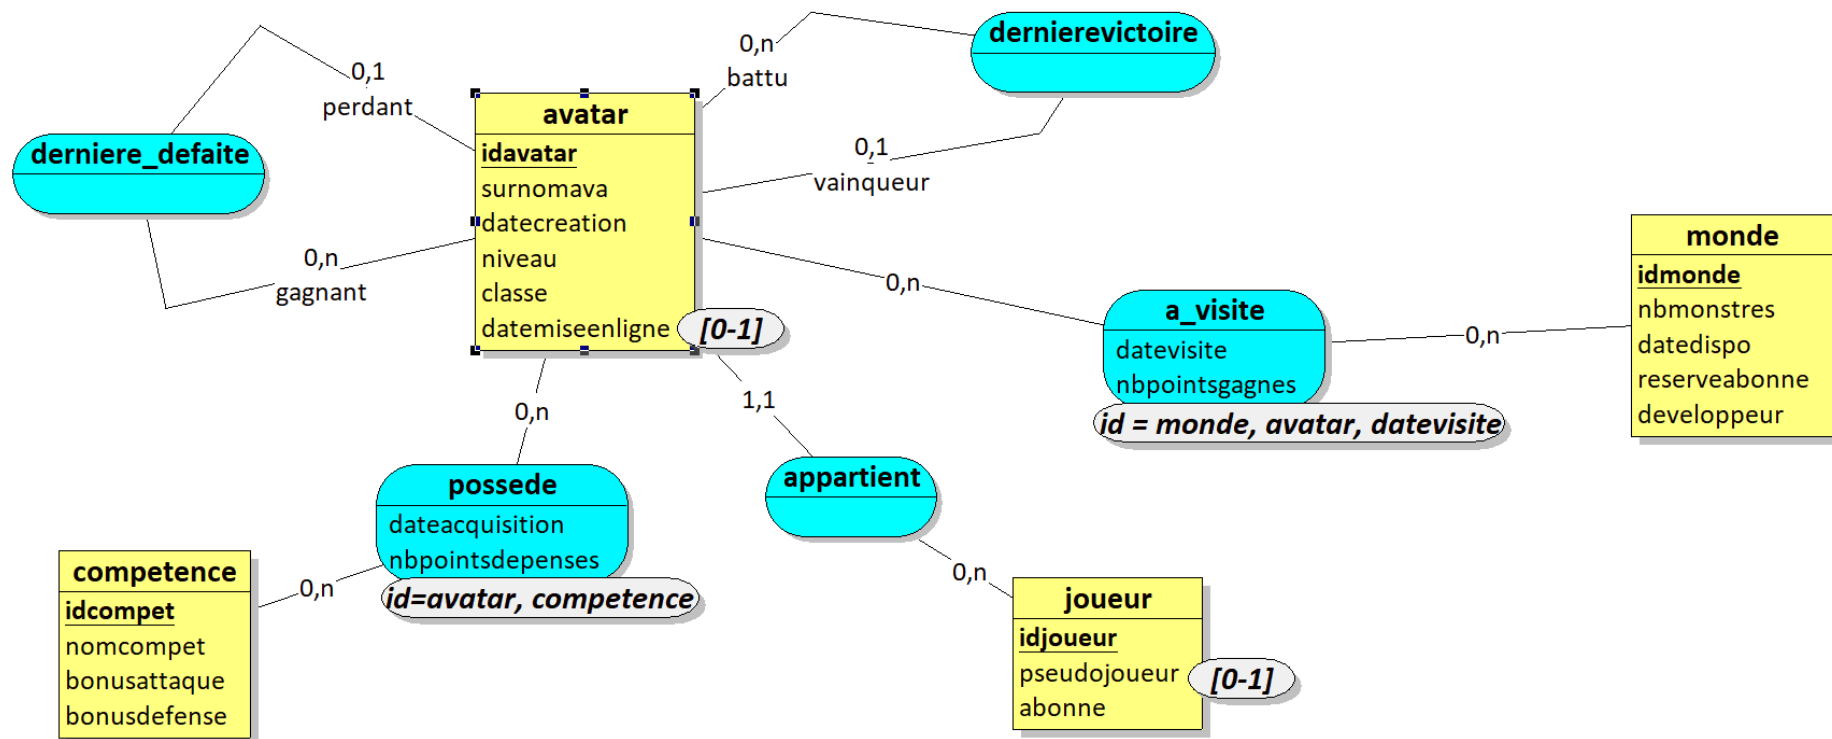 dernierevictoire
0,n
battu
0,1
perdant
avatar
idavatar
surnomava
datecreation
niveau
classe
datemiseenligne
[0-1]
derniere_defaite
0,1
vainqueur
0,n
gagnant
0,n
a_visite
datevisite
nbpointsgagnes
id = monde, avatar, datevisite
0,n
monde
idmonde
nbmonstres
datedispo
reserveabonne
developpeur
0,n
1,1
possede
dateacquisition
nbpointsdepenses
id=avatar, competence
appartient
0,n
competence
idcompet
nomcompet
bonusattaque
bonusdefense
0,n
joueur
idjoueur
pseudojoueur
abonne
[0-1]